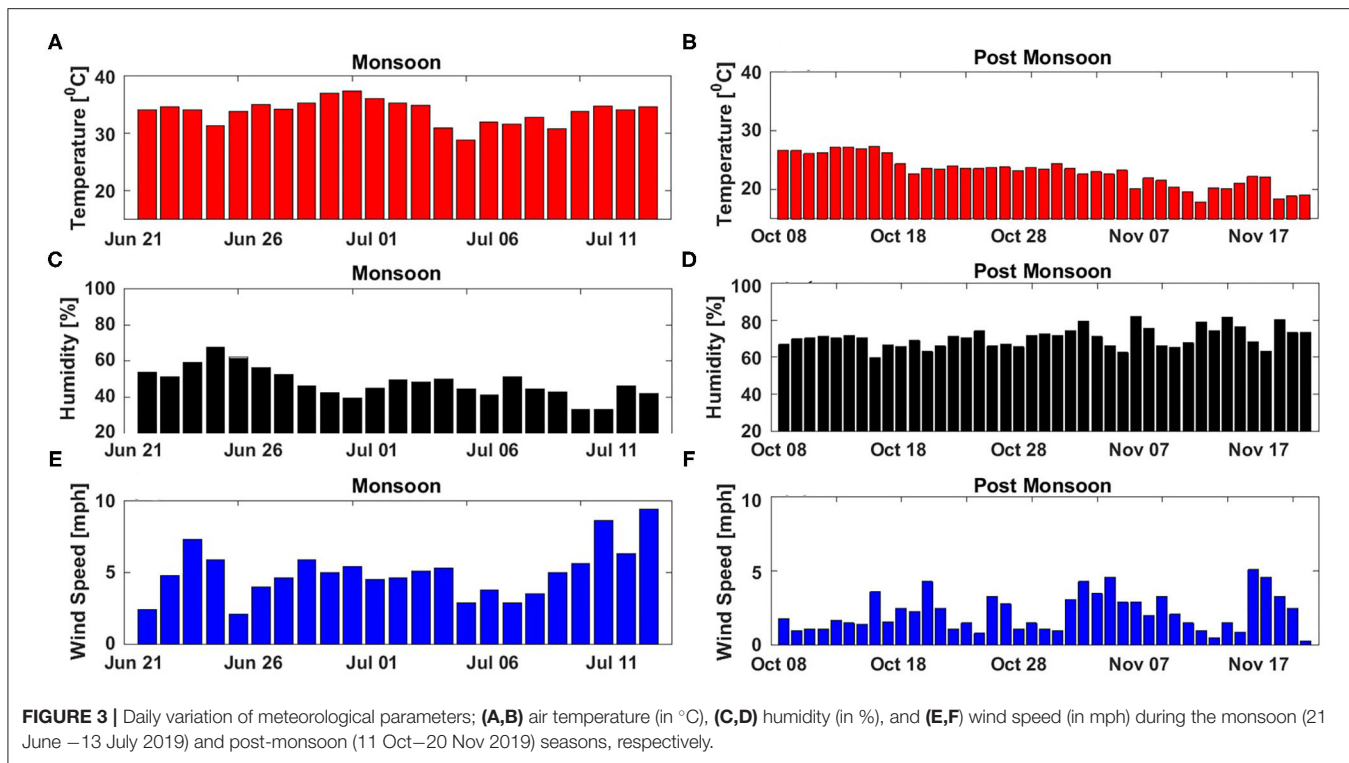 A
Monsoon
Temperature [⁰C]
40
30
20
Jun 21 Jun 26 Jul 01 Jul 06 Jul 11
B
Post Monsoon
Temperature [⁰C]
40
30
20
Oct 08 Oct 18 Oct 28 Nov 07 Nov 17
C
Monsoon
Humidity [%]
100
80
60
40
20
Jun 21 Jun 26 Jul 01 Jul 06 Jul 11
D
Post Monsoon
Humidity [%]
100
80
60
40
20
Oct 08 Oct 18 Oct 28 Nov 07 Nov 17
E
Monsoon
Wind Speed [mph]
10
5
0
Jun 21 Jun 26 Jul 01 Jul 06 Jul 11
F
Post Monsoon
Wind Speed [mph]
10
5
0
Oct 08 Oct 18 Oct 28 Nov 07 Nov 17
FIGURE 3 | Daily variation of meteorological parameters; (A,B) air temperature (in °C), (C,D) humidity (in %), and (E,F) wind speed (in mph) during the monsoon (21
June −13 July 2019) and post-monsoon (11 Oct−20 Nov 2019) seasons, respectively.